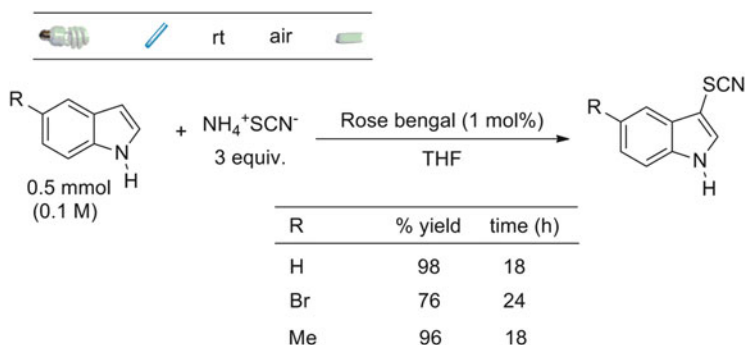 rt air
R
N
H
0.5 mmol
(0.1 M)
+
NH₄⁺SCN⁻
3 equiv.
Rose bengal (1 mol%)
THF
R
SCN
N
H
R % yield time (h)
H 98 18
Br 76 24
Me 96 18